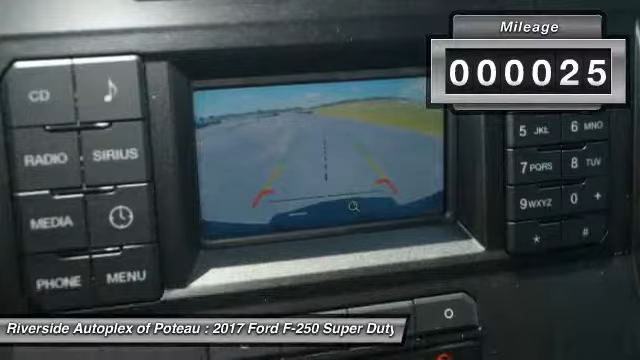 Mileage
000025
CD
RADIO SIRIUS
MEDIA
PHONE MENU
5 JKL 6 MNO
7 PQRS 8 TUV
9 WXYZ 0 +
* #
Riverside Autoplex of Poteau : 2017 Ford F-250 Super Duty